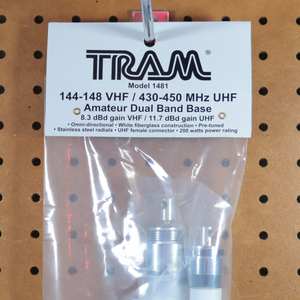 TRAM®
Model 1481
144-148 VHF / 430-450 MHz UHF
Amateur Dual Band Base
8.3 dBd gain VHF / 11.7 dBd gain UHF
• Omni-directional • White fiberglass construction • Pre-tuned
• Stainless steel radials • UHF female connector • 200 watts power rating